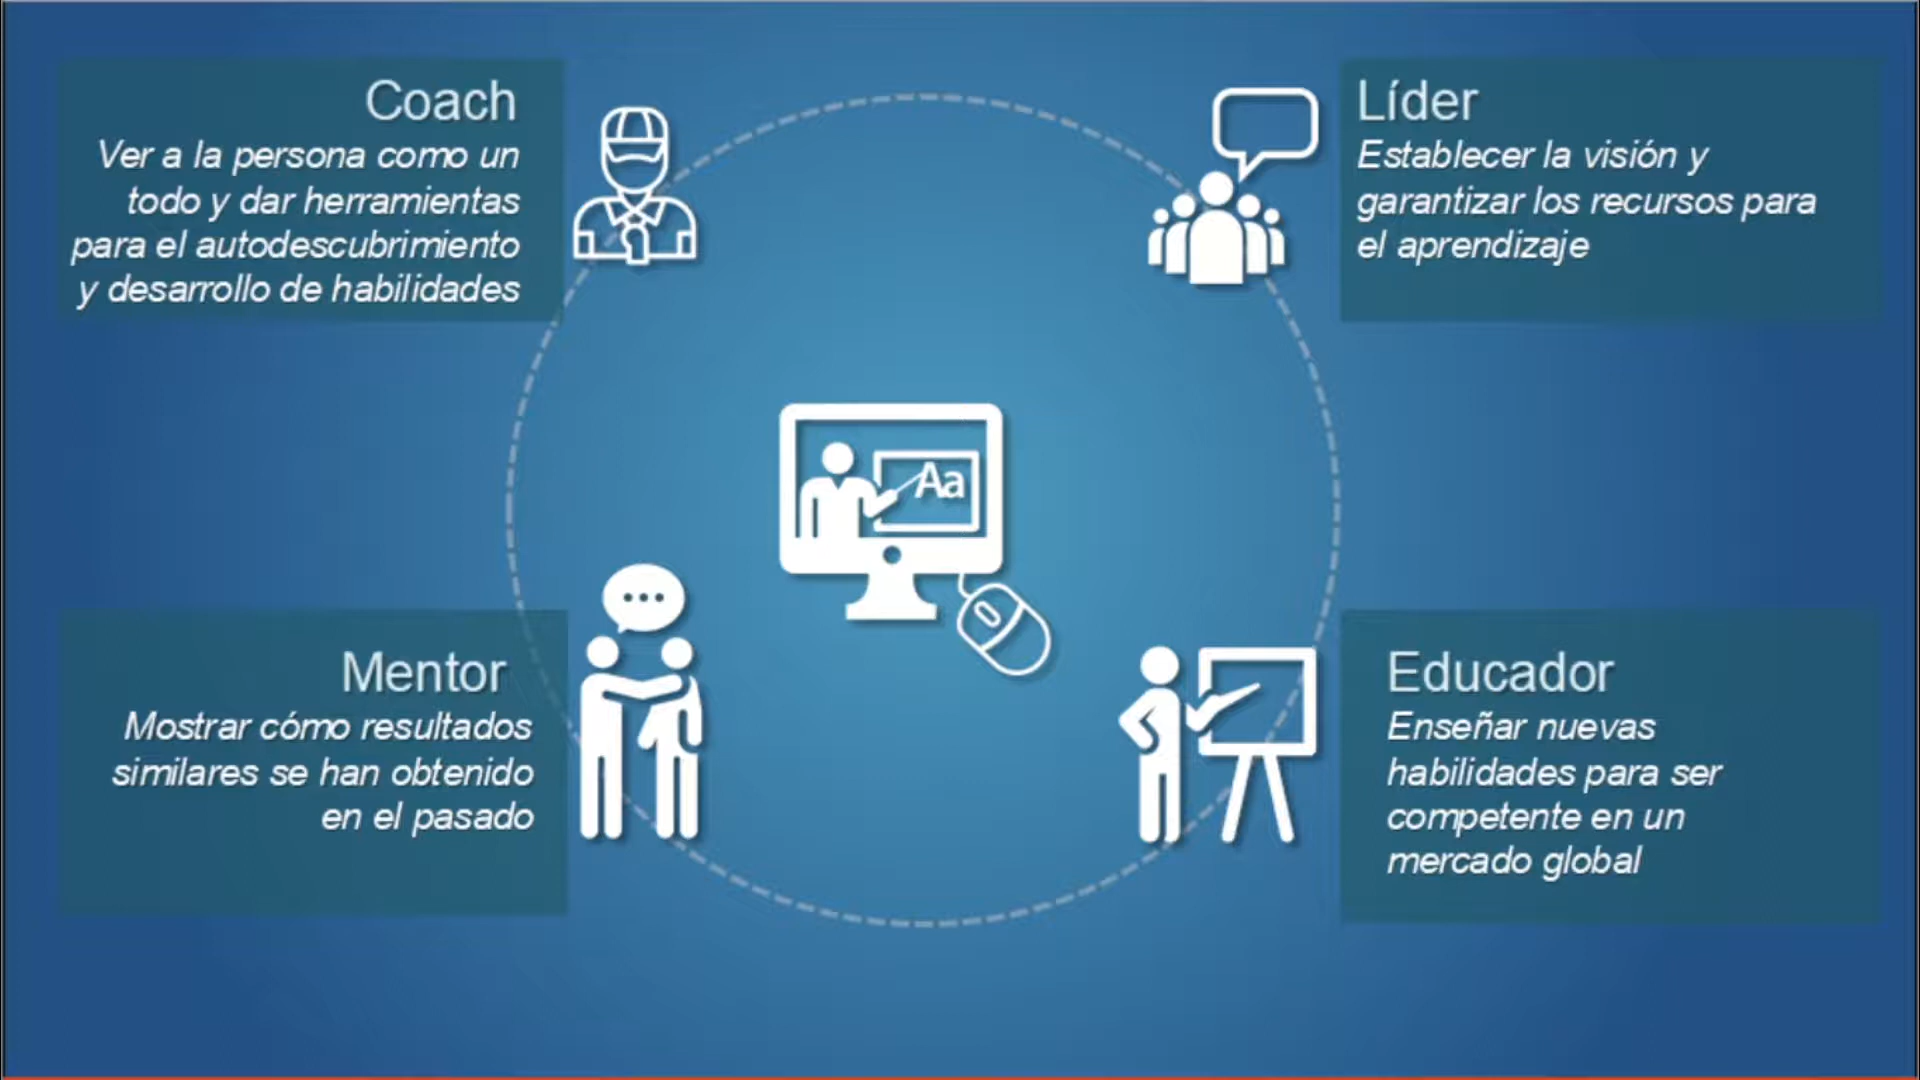 Coach
Ver a la persona como un
todo y dar herramientas
para el autodescubrimiento
y desarrollo de habilidades
Líder
Establecer la visión y
garantizar los recursos para
el aprendizaje
Aa
Mentor
Mostrar cómo resultados
similares se han obtenido
en el pasado
Educador
Enseñar nuevas
habilidades para ser
competente en un
mercado global